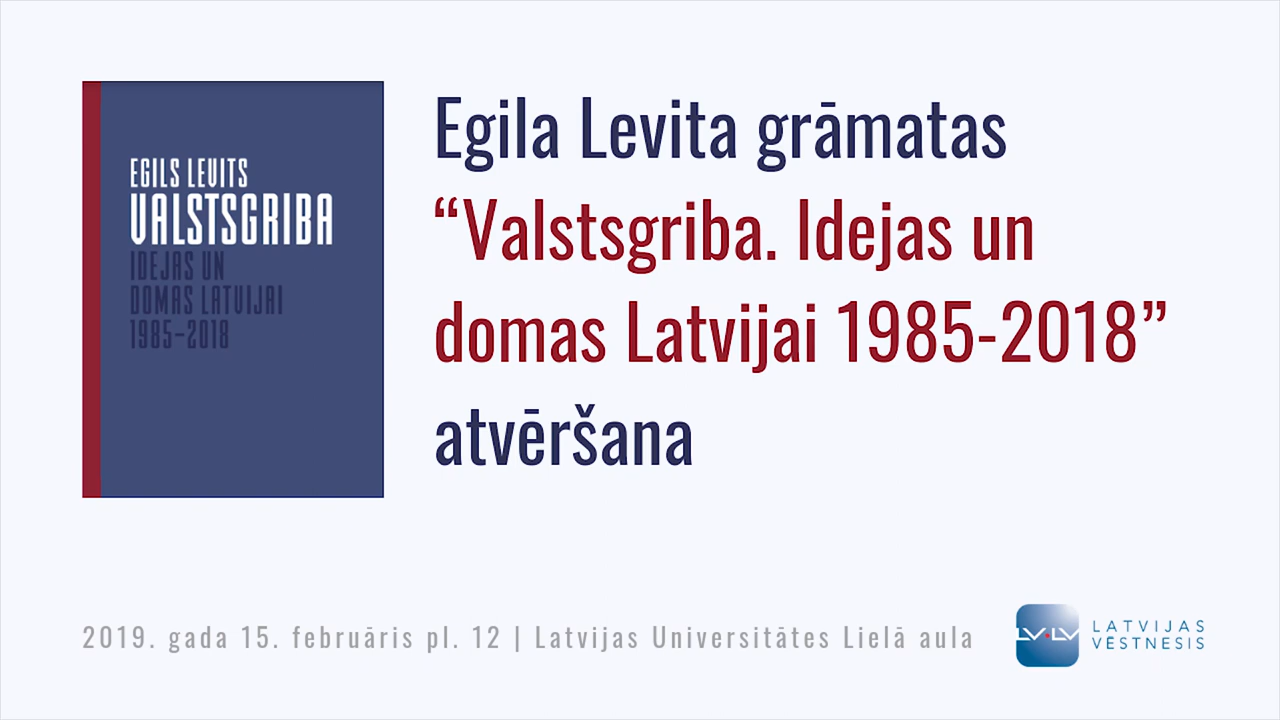 EGILS LEVITS
VALSTSGRIBA
IDEJAS UN
DOMAS LATVIJAI
1985-2018
Egila Levita grāmatas
“Valstsgriba. Idejas un
domas Latvijai 1985-2018”
atvēršana
2019. gada 15. februāris pl. 12 | Latvijas Universitātes Lielā aula
LV.LV
LATVIJAS
VĒSTNESIS